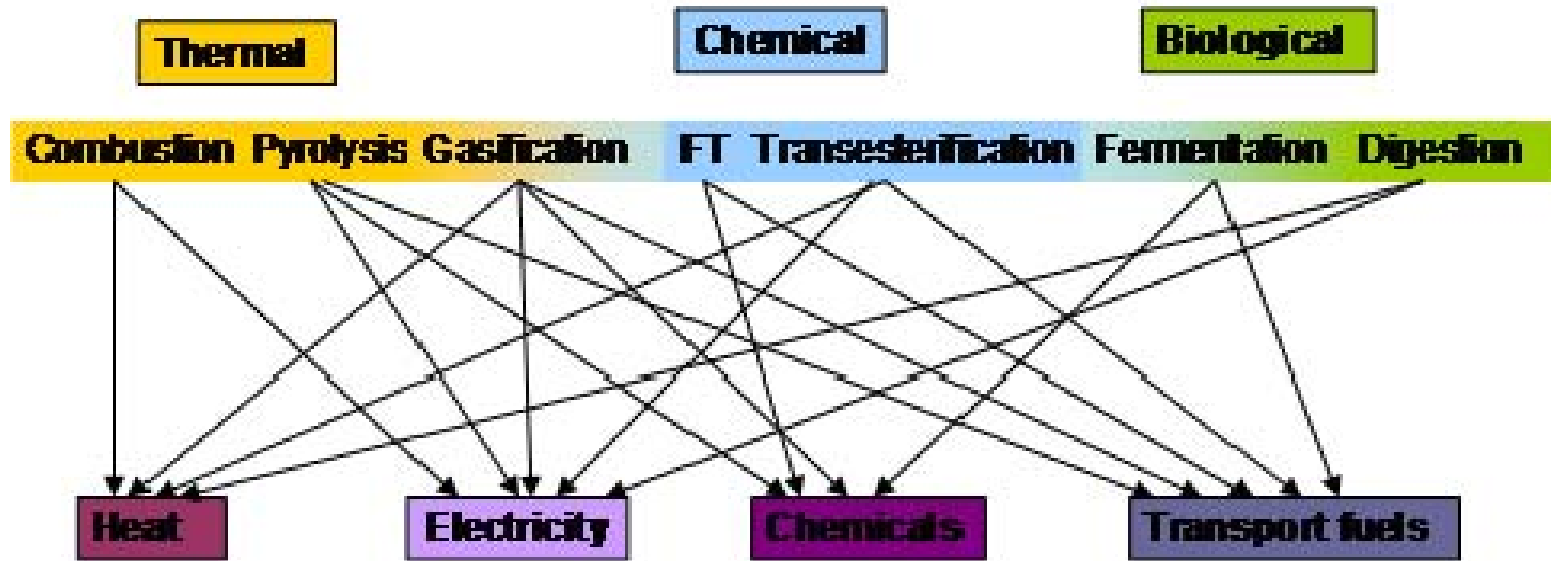 Thermal Chemical Biological
Combustion Pyrolysis Gasification FT Transesterification Fermentation Digestion
Heat Electricity Chemicals Transport fuels